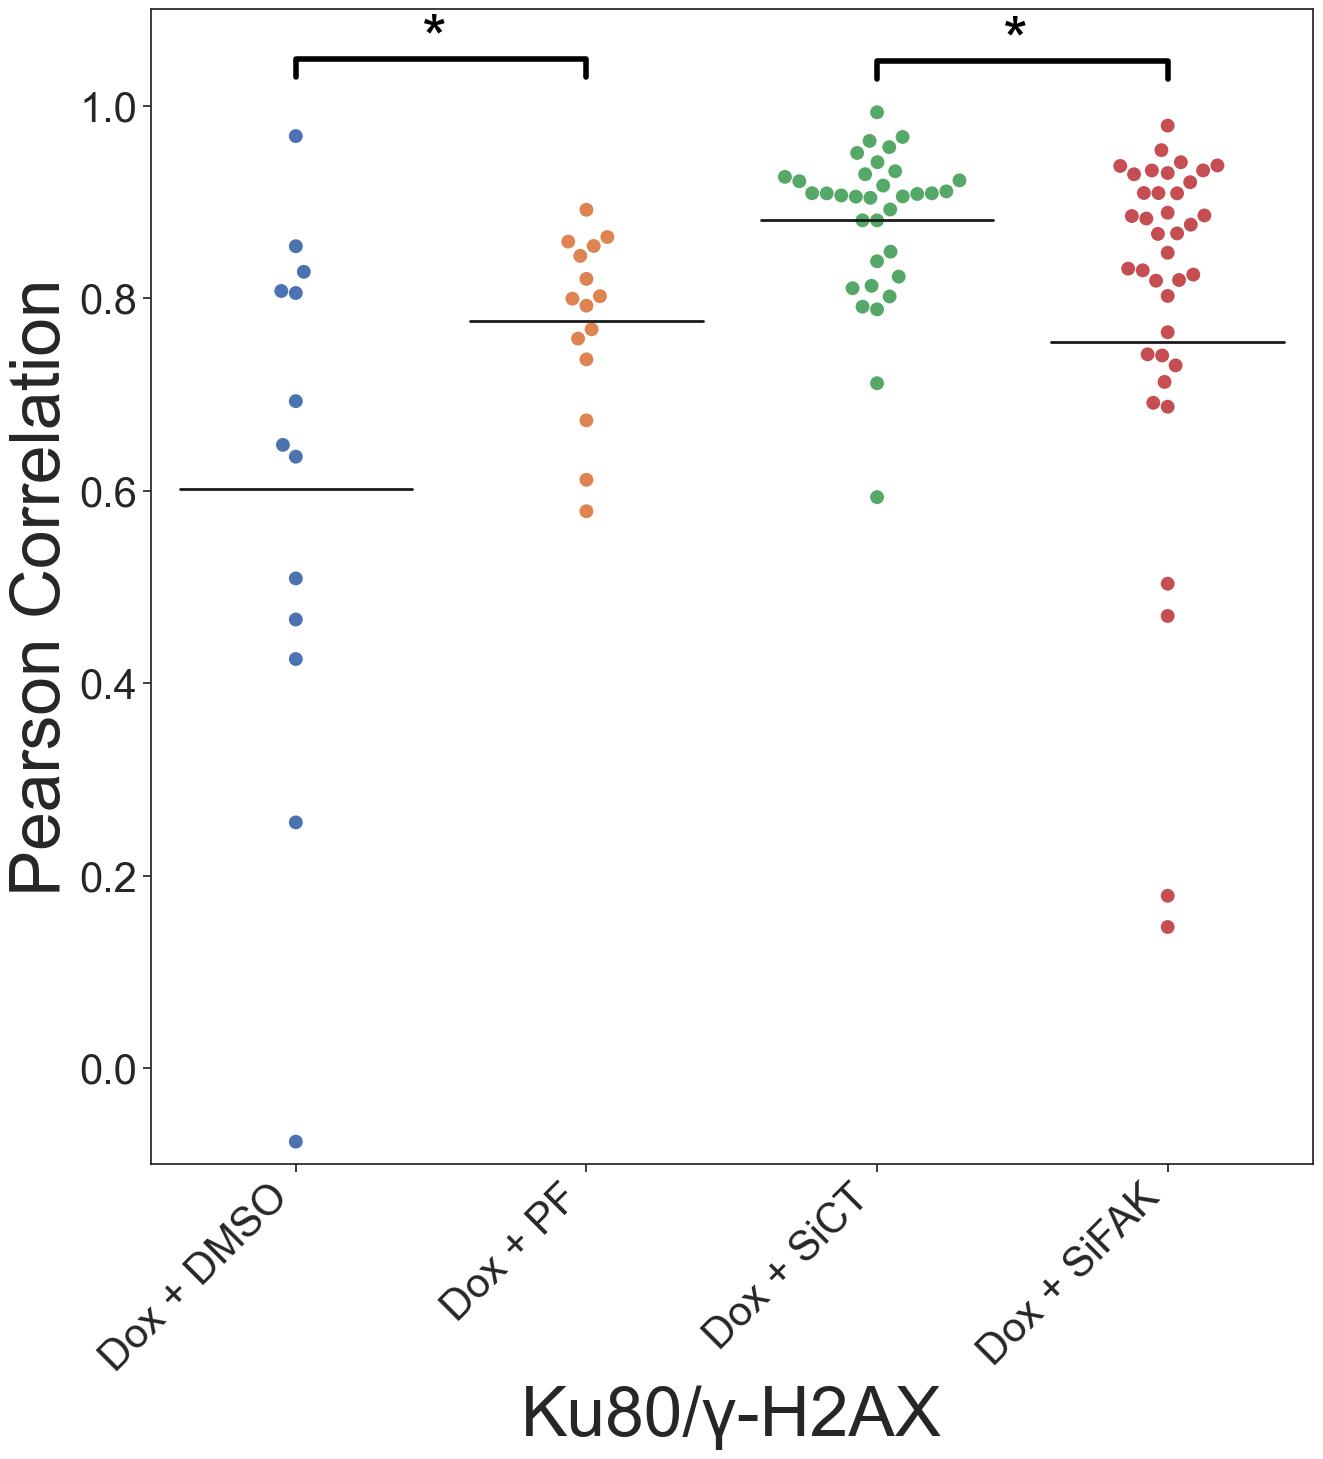 *
*
1.0
0.8
0.6
0.4
0.2
0.0
Pearson Correlation
Dox + DMSO
Dox + PF
Dox + SiCT
Dox + SiFAK
Ku80/γ-H2AX